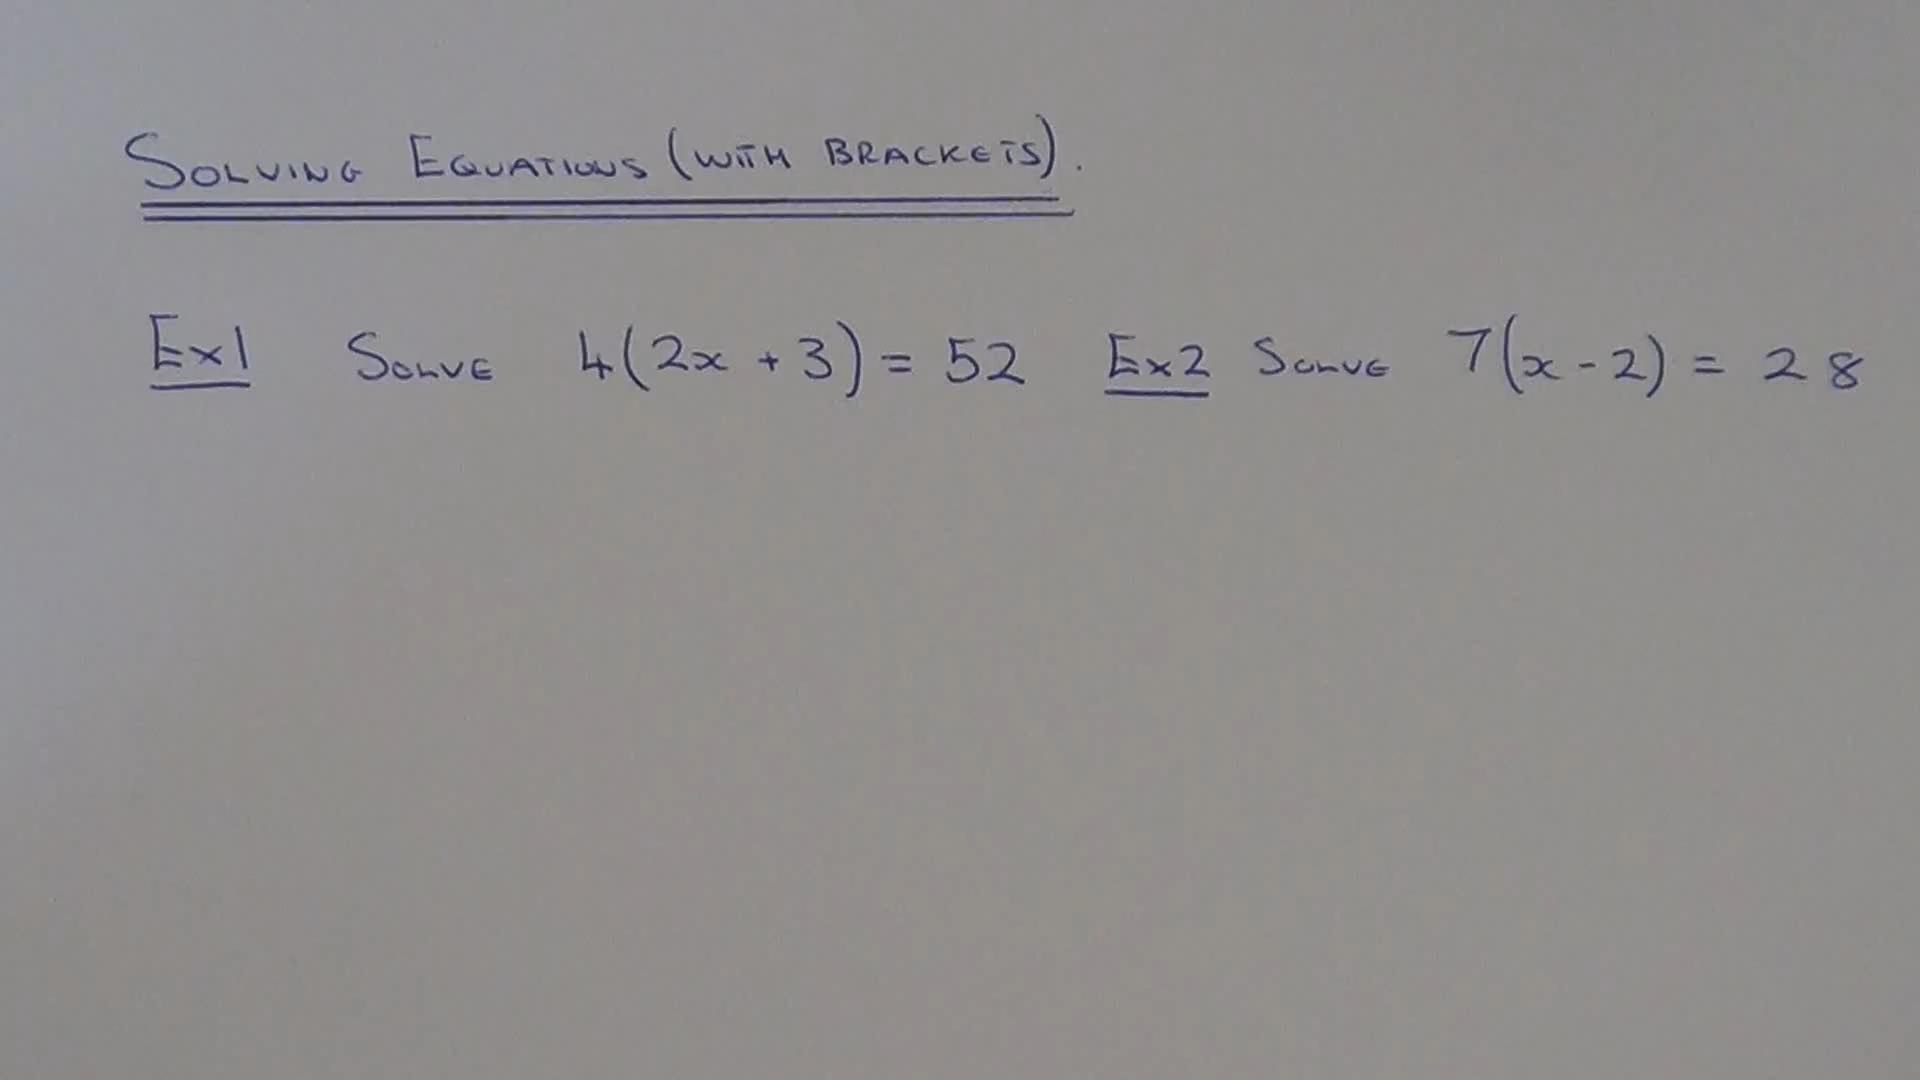 SOLVING EQUATIONS (WITH BRACKETS).
Ex1 SOLVE 4(2x + 3) = 52 Ex2 SOLVE 7(x - 2) = 28